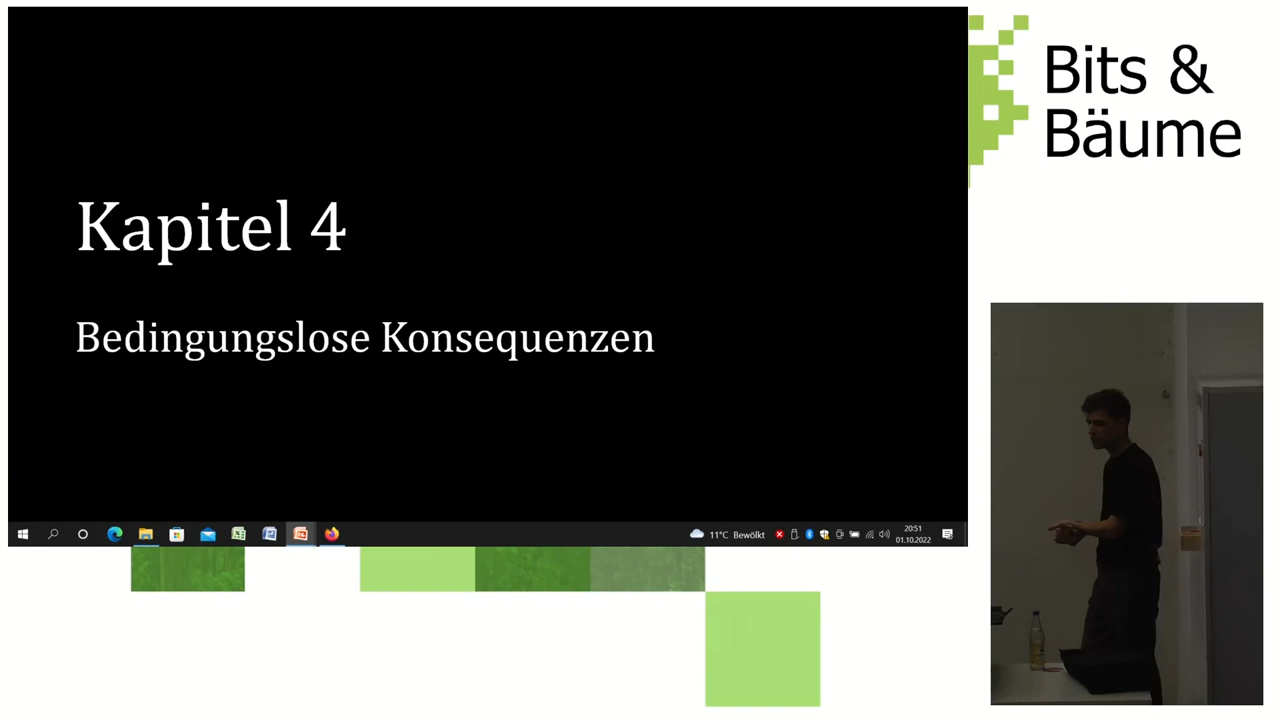 Bits &
Bäume
Kapitel 4
Bedingungslose Konsequenzen
11°C Bewölkt
20:51
01.10.2022